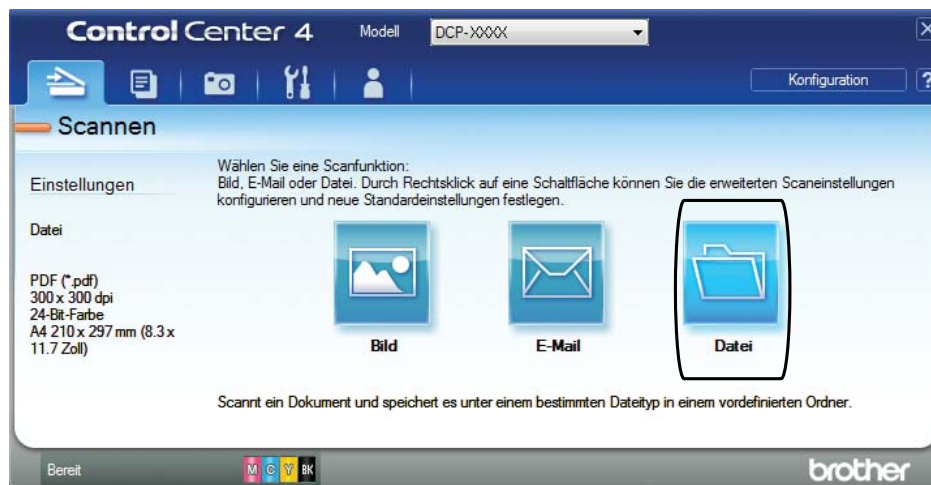 Control Center 4
Modell
DCP-XXXX
Konfiguration
?
Scannen
Einstellungen
Datei
PDF (*.pdf)
300 x 300 dpi
24-Bit-Farbe
A4 210 x 297 mm (8.3 x
11.7 Zoll)
Wählen Sie eine Scanfunktion:
Bild, E-Mail oder Datei. Durch Rechtsklick auf eine Schaltfläche können Sie die erweiterten Scaneinstellungen
konfigurieren und neue Standardeinstellungen festlegen.
Bild
E-Mail
Datei
Scannt ein Dokument und speichert es unter einem bestimmten Dateityp in einem vordefinierten Ordner.
Bereit
M C Y BK
brother